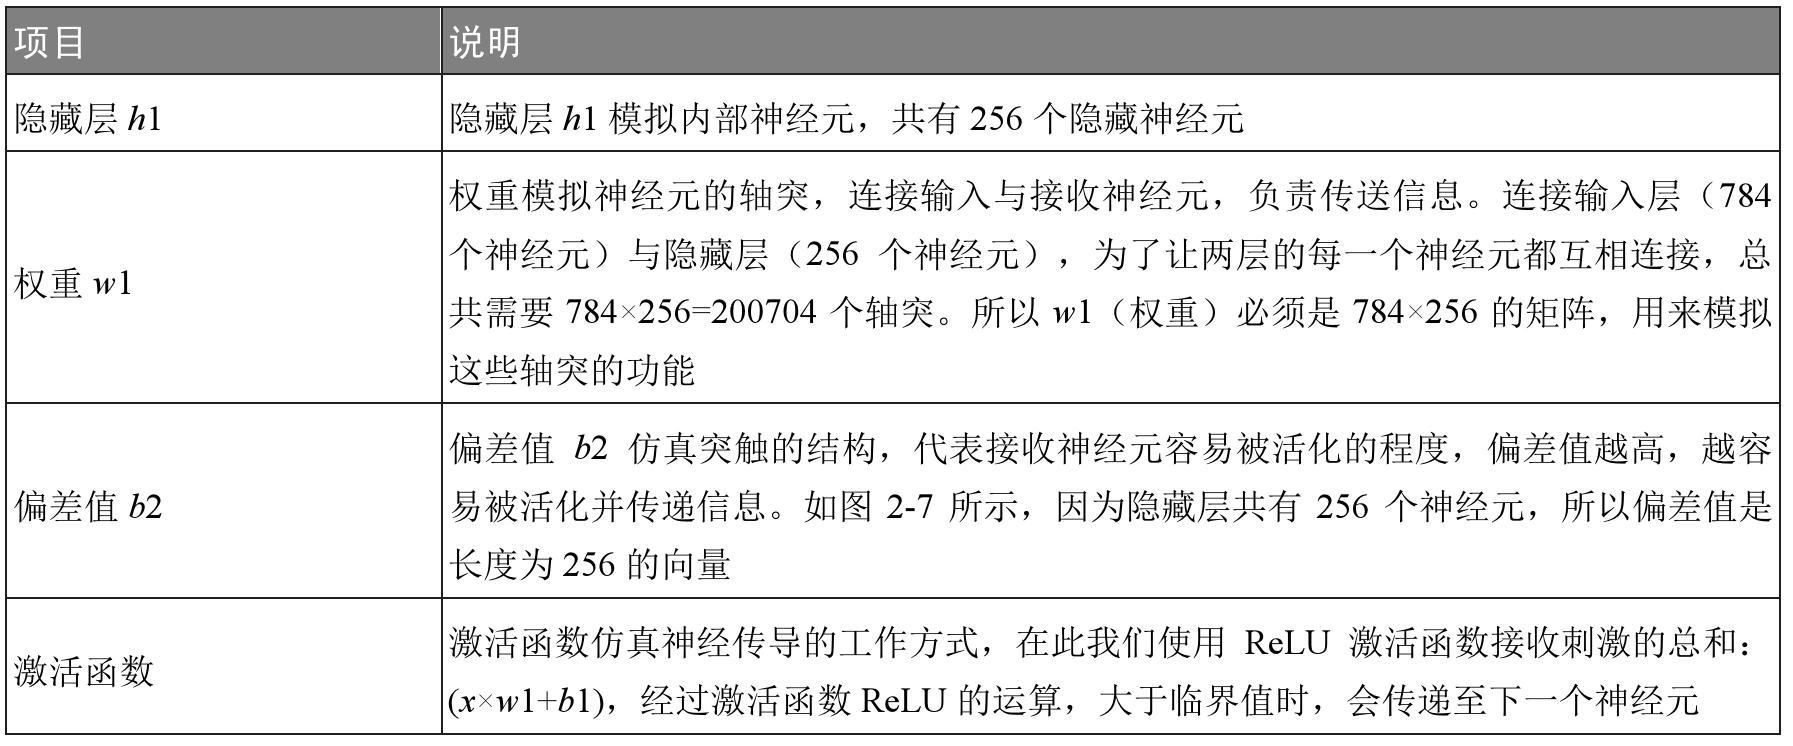 项目
说明
隐藏层 h1
隐藏层 h1 模拟内部神经元，共有 256 个隐藏神经元
权重 w1
权重模拟神经元的轴突，连接输入与接收神经元，负责传送信息。连接输入层（784
个神经元）与隐藏层（256 个神经元），为了让两层的每一个神经元都互相连接，总
共需要 784×256=200704 个轴突。所以 w1（权重）必须是 784×256 的矩阵，用来模拟
这些轴突的功能
偏差值 b2
偏差值 b2 仿真突触的结构，代表接收神经元容易被活化的程度，偏差值越高，越容
易被活化并传递信息。如图 2-7 所示，因为隐藏层共有 256 个神经元，所以偏差值是
长度为 256 的向量
激活函数
激活函数仿真神经传导的工作方式，在此我们使用 ReLU 激活函数接收刺激的总和：
(x×w1+b1)，经过激活函数 ReLU 的运算，大于临界值时，会传递至下一个神经元